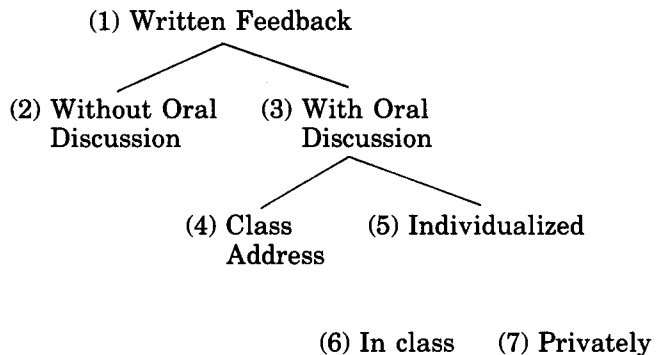 (1) Written Feedback
(2) Without Oral Discussion
(3) With Oral Discussion
(4) Class Address
(5) Individualized
(6) In class
(7) Privately